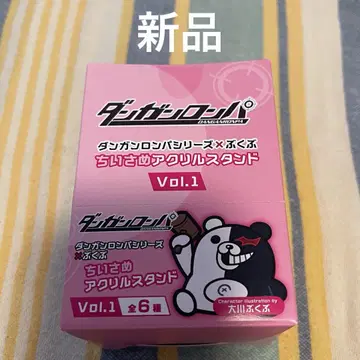 新品
ダンガンロンパ
DANGANRONPA
ダンガンロンパシリーズ×ぶくぶ
ちいさめアクリルスタンド
Vol.1
ダンガンロンパ
ダンガンロンパシリーズ
×ぶくぶ
ちいさめ
アクリルスタンド
Vol.1 全6種
Character illustration by
大川ぶくぶ